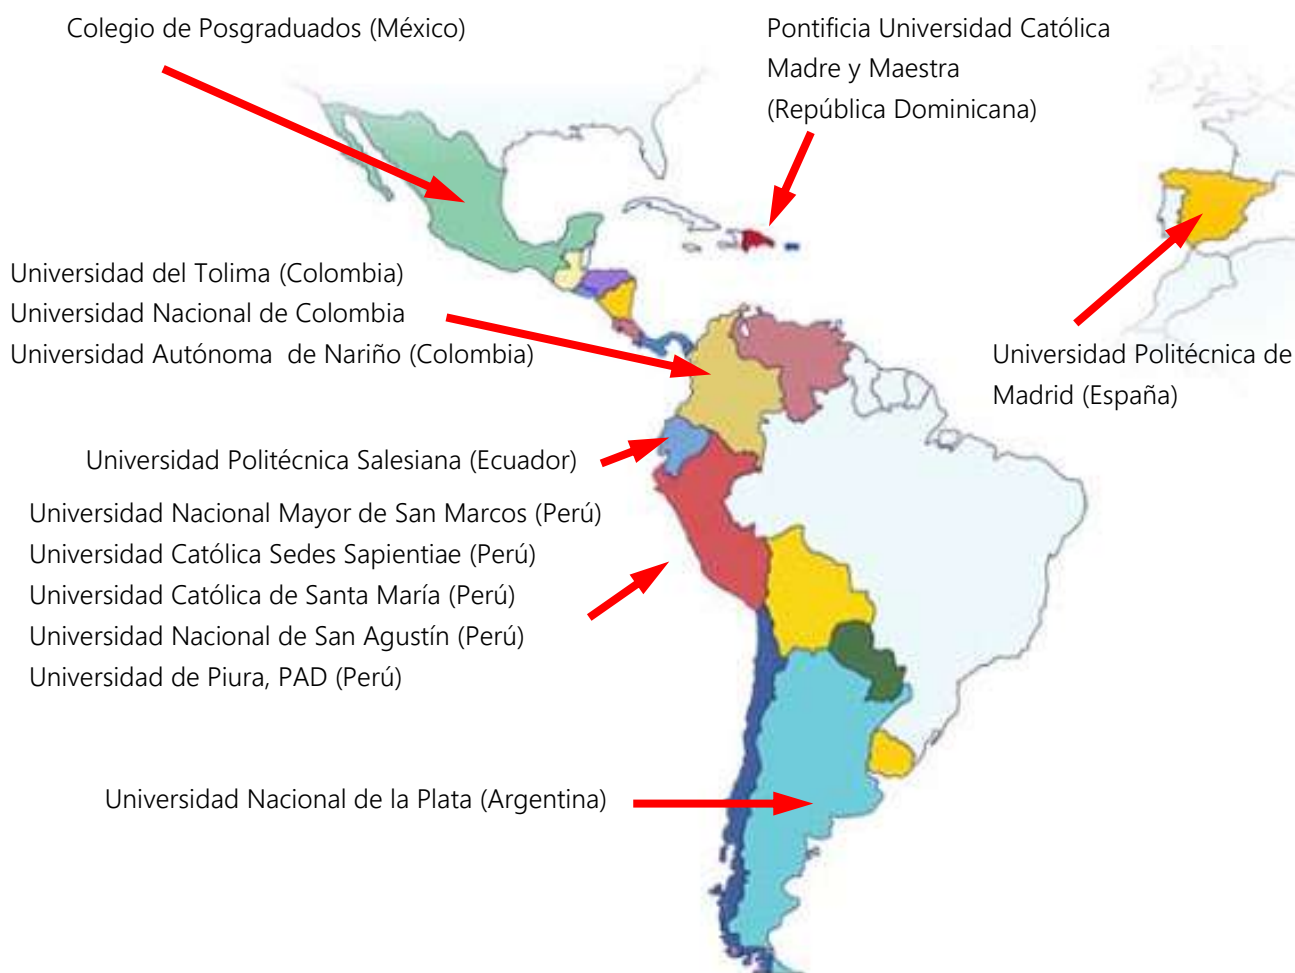 Colegio de Posgraduados (México)
Pontificia Universidad Católica
Madre y Maestra
(República Dominicana)
Universidad del Tolima (Colombia)
Universidad Nacional de Colombia
Universidad Autónoma  de Nariño (Colombia)
Universidad Politécnica de
Madrid (España)
Universidad Politécnica Salesiana (Ecuador)
Universidad Nacional Mayor de San Marcos (Perú)
Universidad Católica Sedes Sapientiae (Perú)
Universidad Católica de Santa María (Perú)
Universidad Nacional de San Agustín (Perú)
Universidad de Piura, PAD (Perú)
Universidad Nacional de la Plata (Argentina)